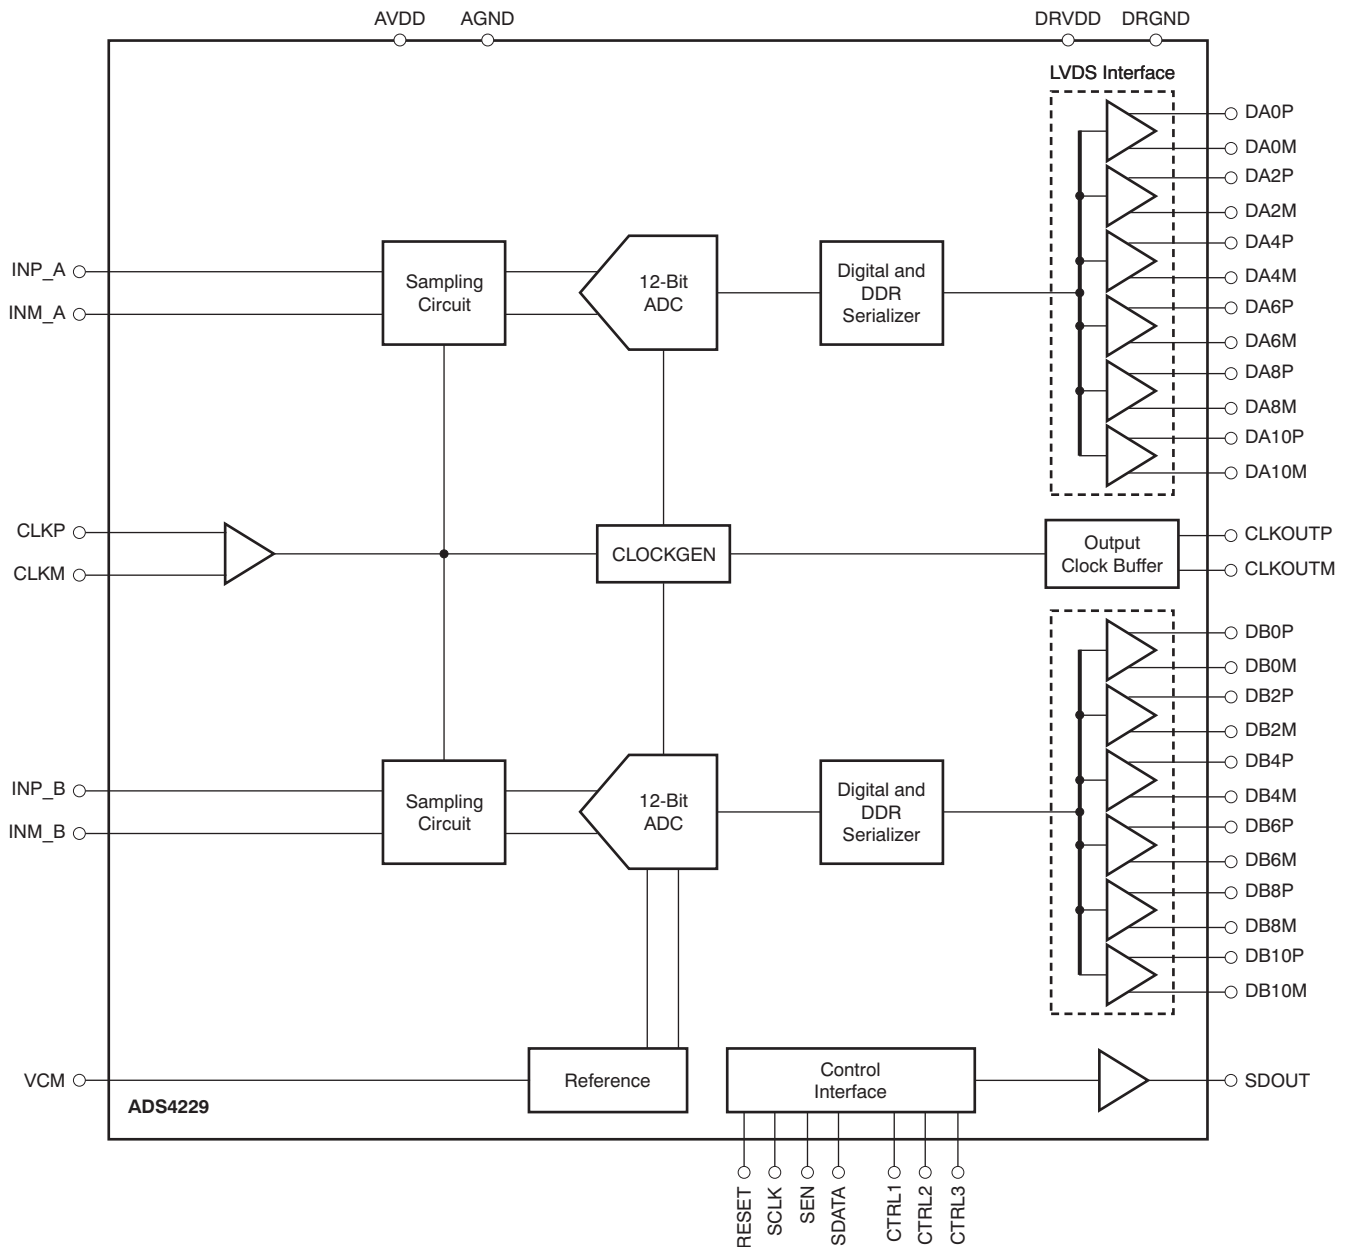 AVDD AGND DRVDD DRGND
LVDS Interface
DA0P
DA0M
DA2P
DA2M
DA4P
DA4M
DA6P
DA6M
DA8P
DA8M
DA10P
DA10M
INP_A
INM_A
Sampling
Circuit
12-Bit
ADC
Digital and
DDR
Serializer
CLKP
CLKM
CLOCKGEN
Output
Clock Buffer
CLKOUTP
CLKOUTM
DB0P
DB0M
DB2P
DB2M
DB4P
DB4M
DB6P
DB6M
DB8P
DB8M
DB10P
DB10M
INP_B
INM_B
Sampling
Circuit
12-Bit
ADC
Digital and
DDR
Serializer
VCM
Reference
Control
Interface
SDOUT
ADS4229
RESET
SCLK
SEN
SDATA
CTRL1
CTRL2
CTRL3